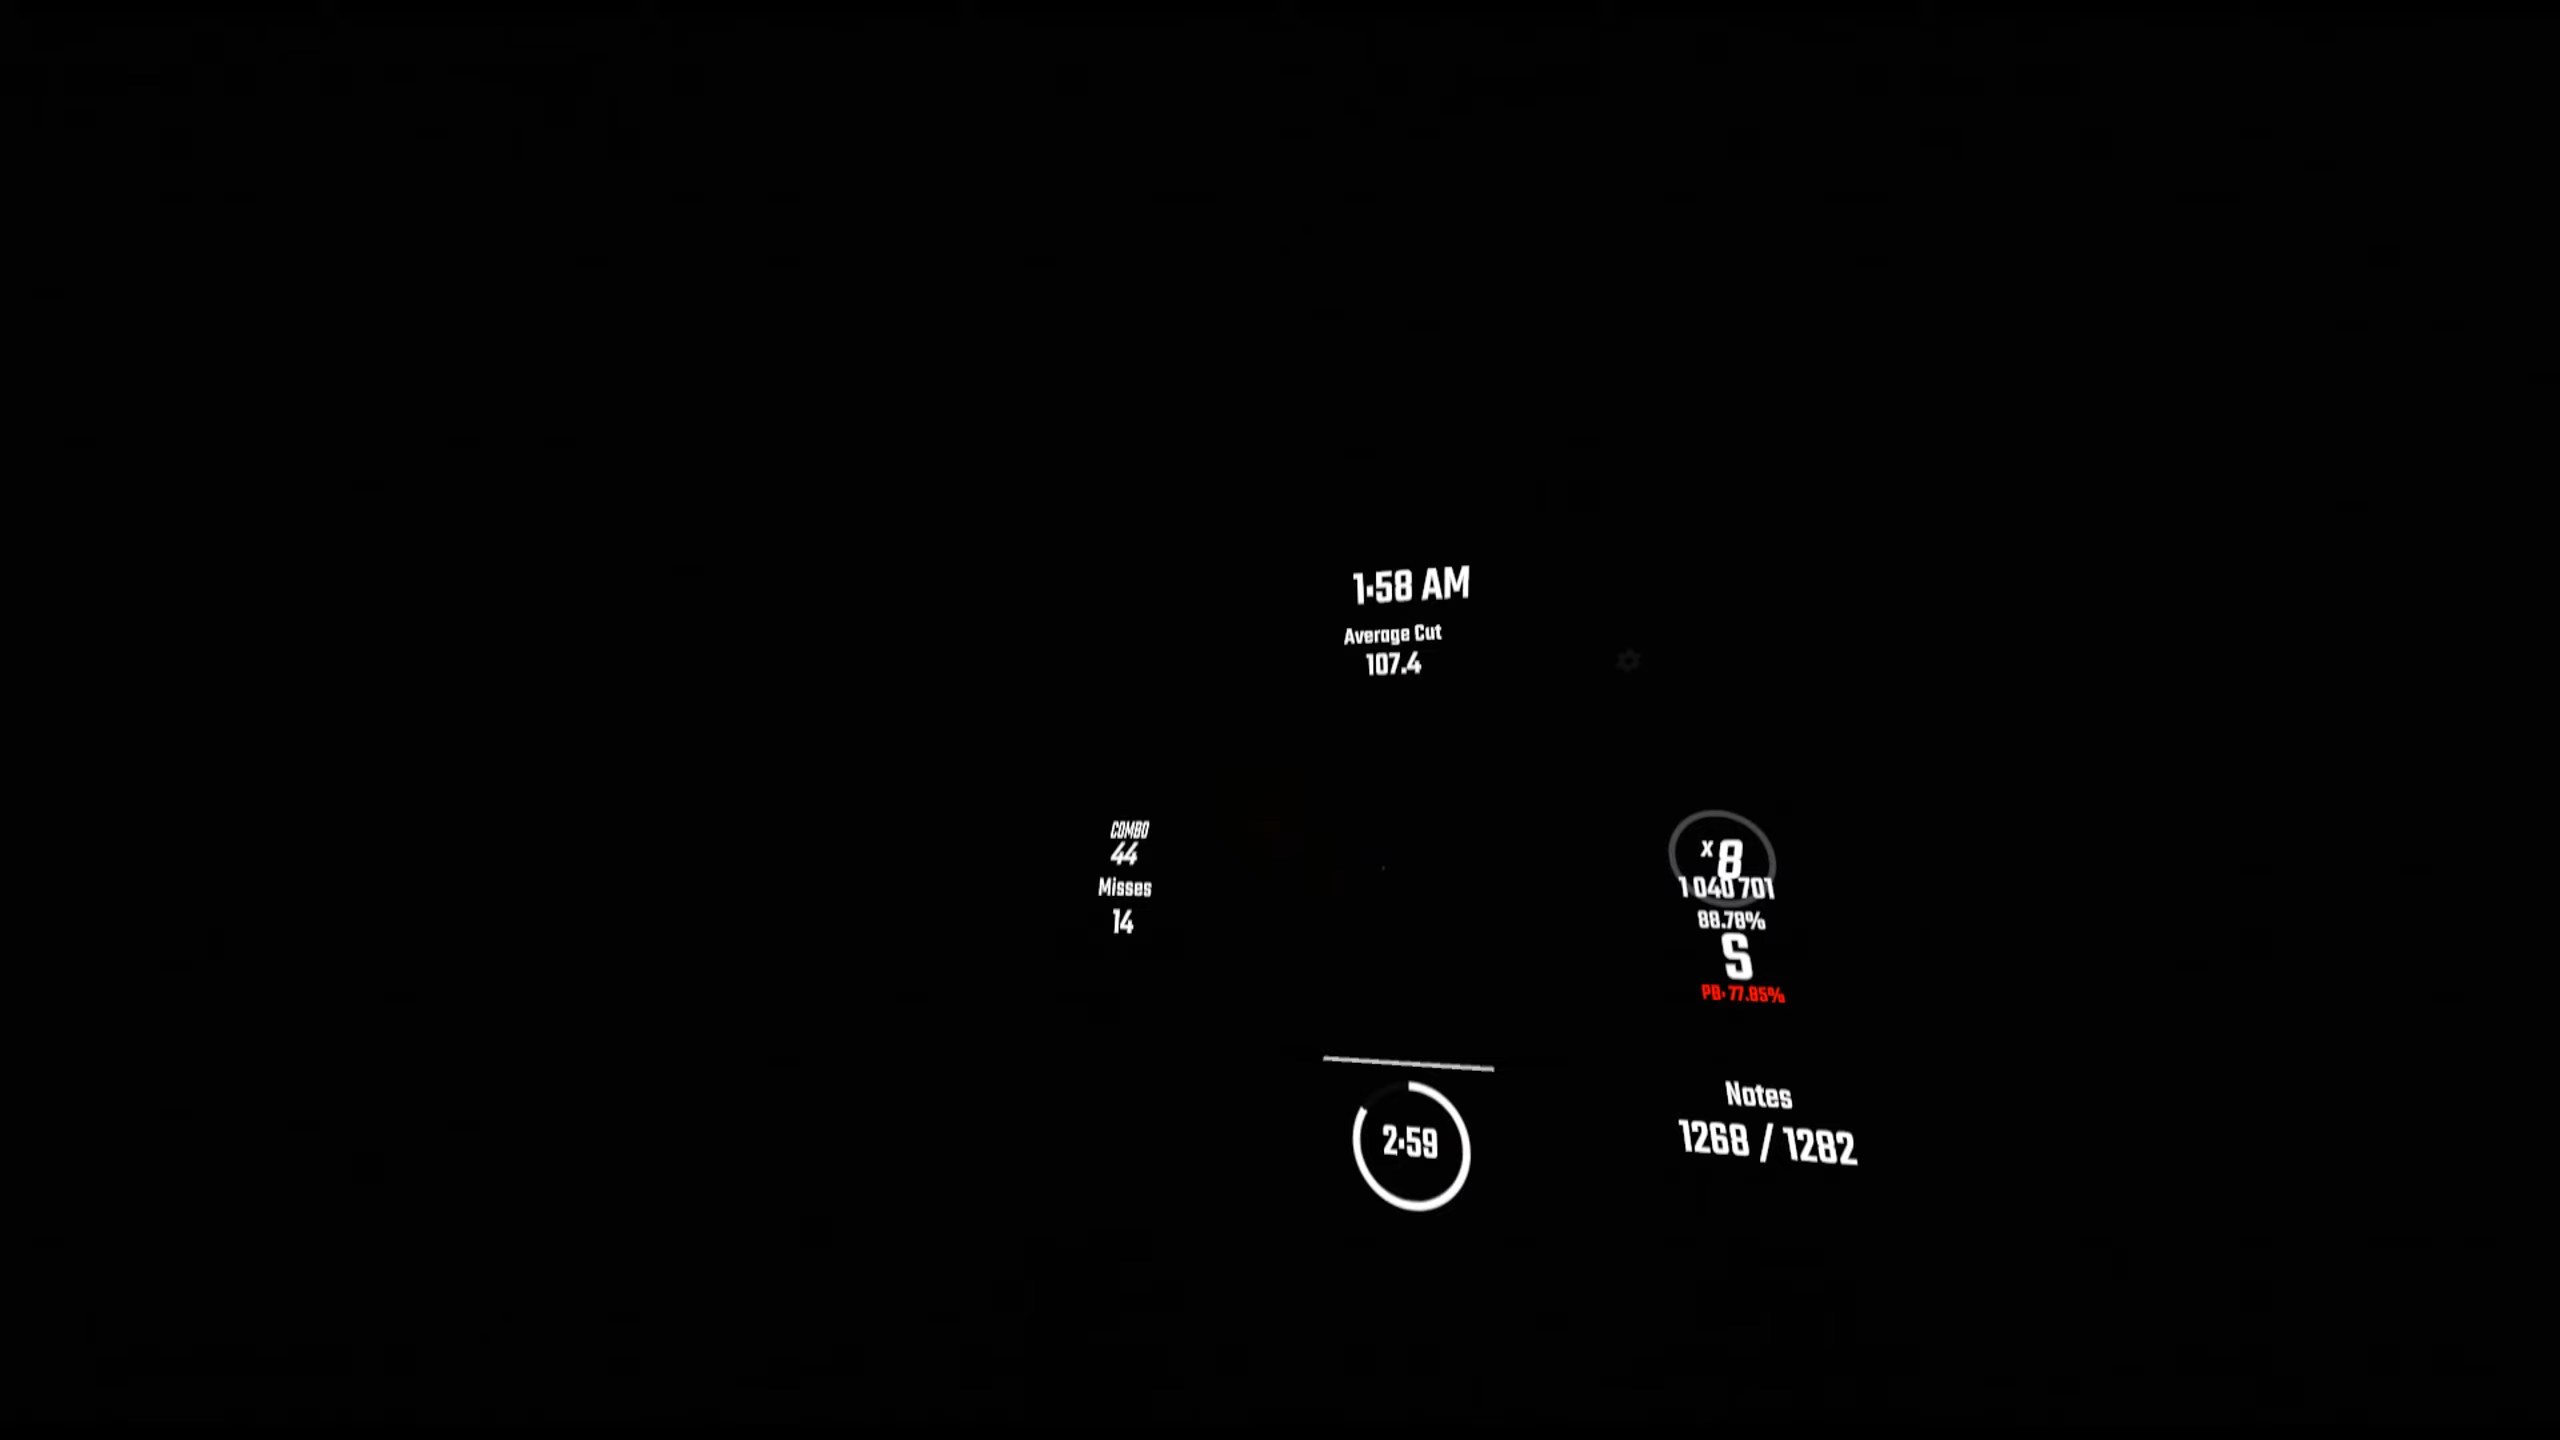 1:58 AM
Average Cut
107.4
COMBO
44
Misses
14
x8
1 040 701
88.78%
S
PB: 77.85%
2:59
Notes
1268 / 1282